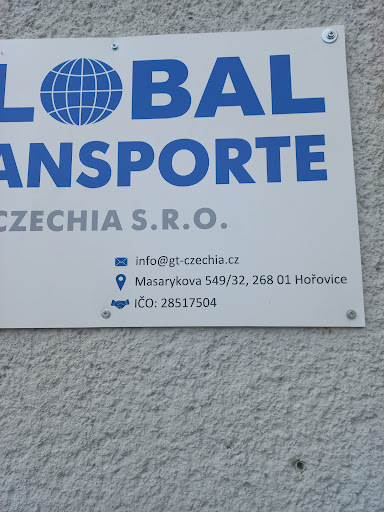 LOBAL
ANSPORTE
CZECHIA S.R.O.
info@gt-czechia.cz
Masarykova 549/32, 268 01 Hořovice
IČO: 28517504